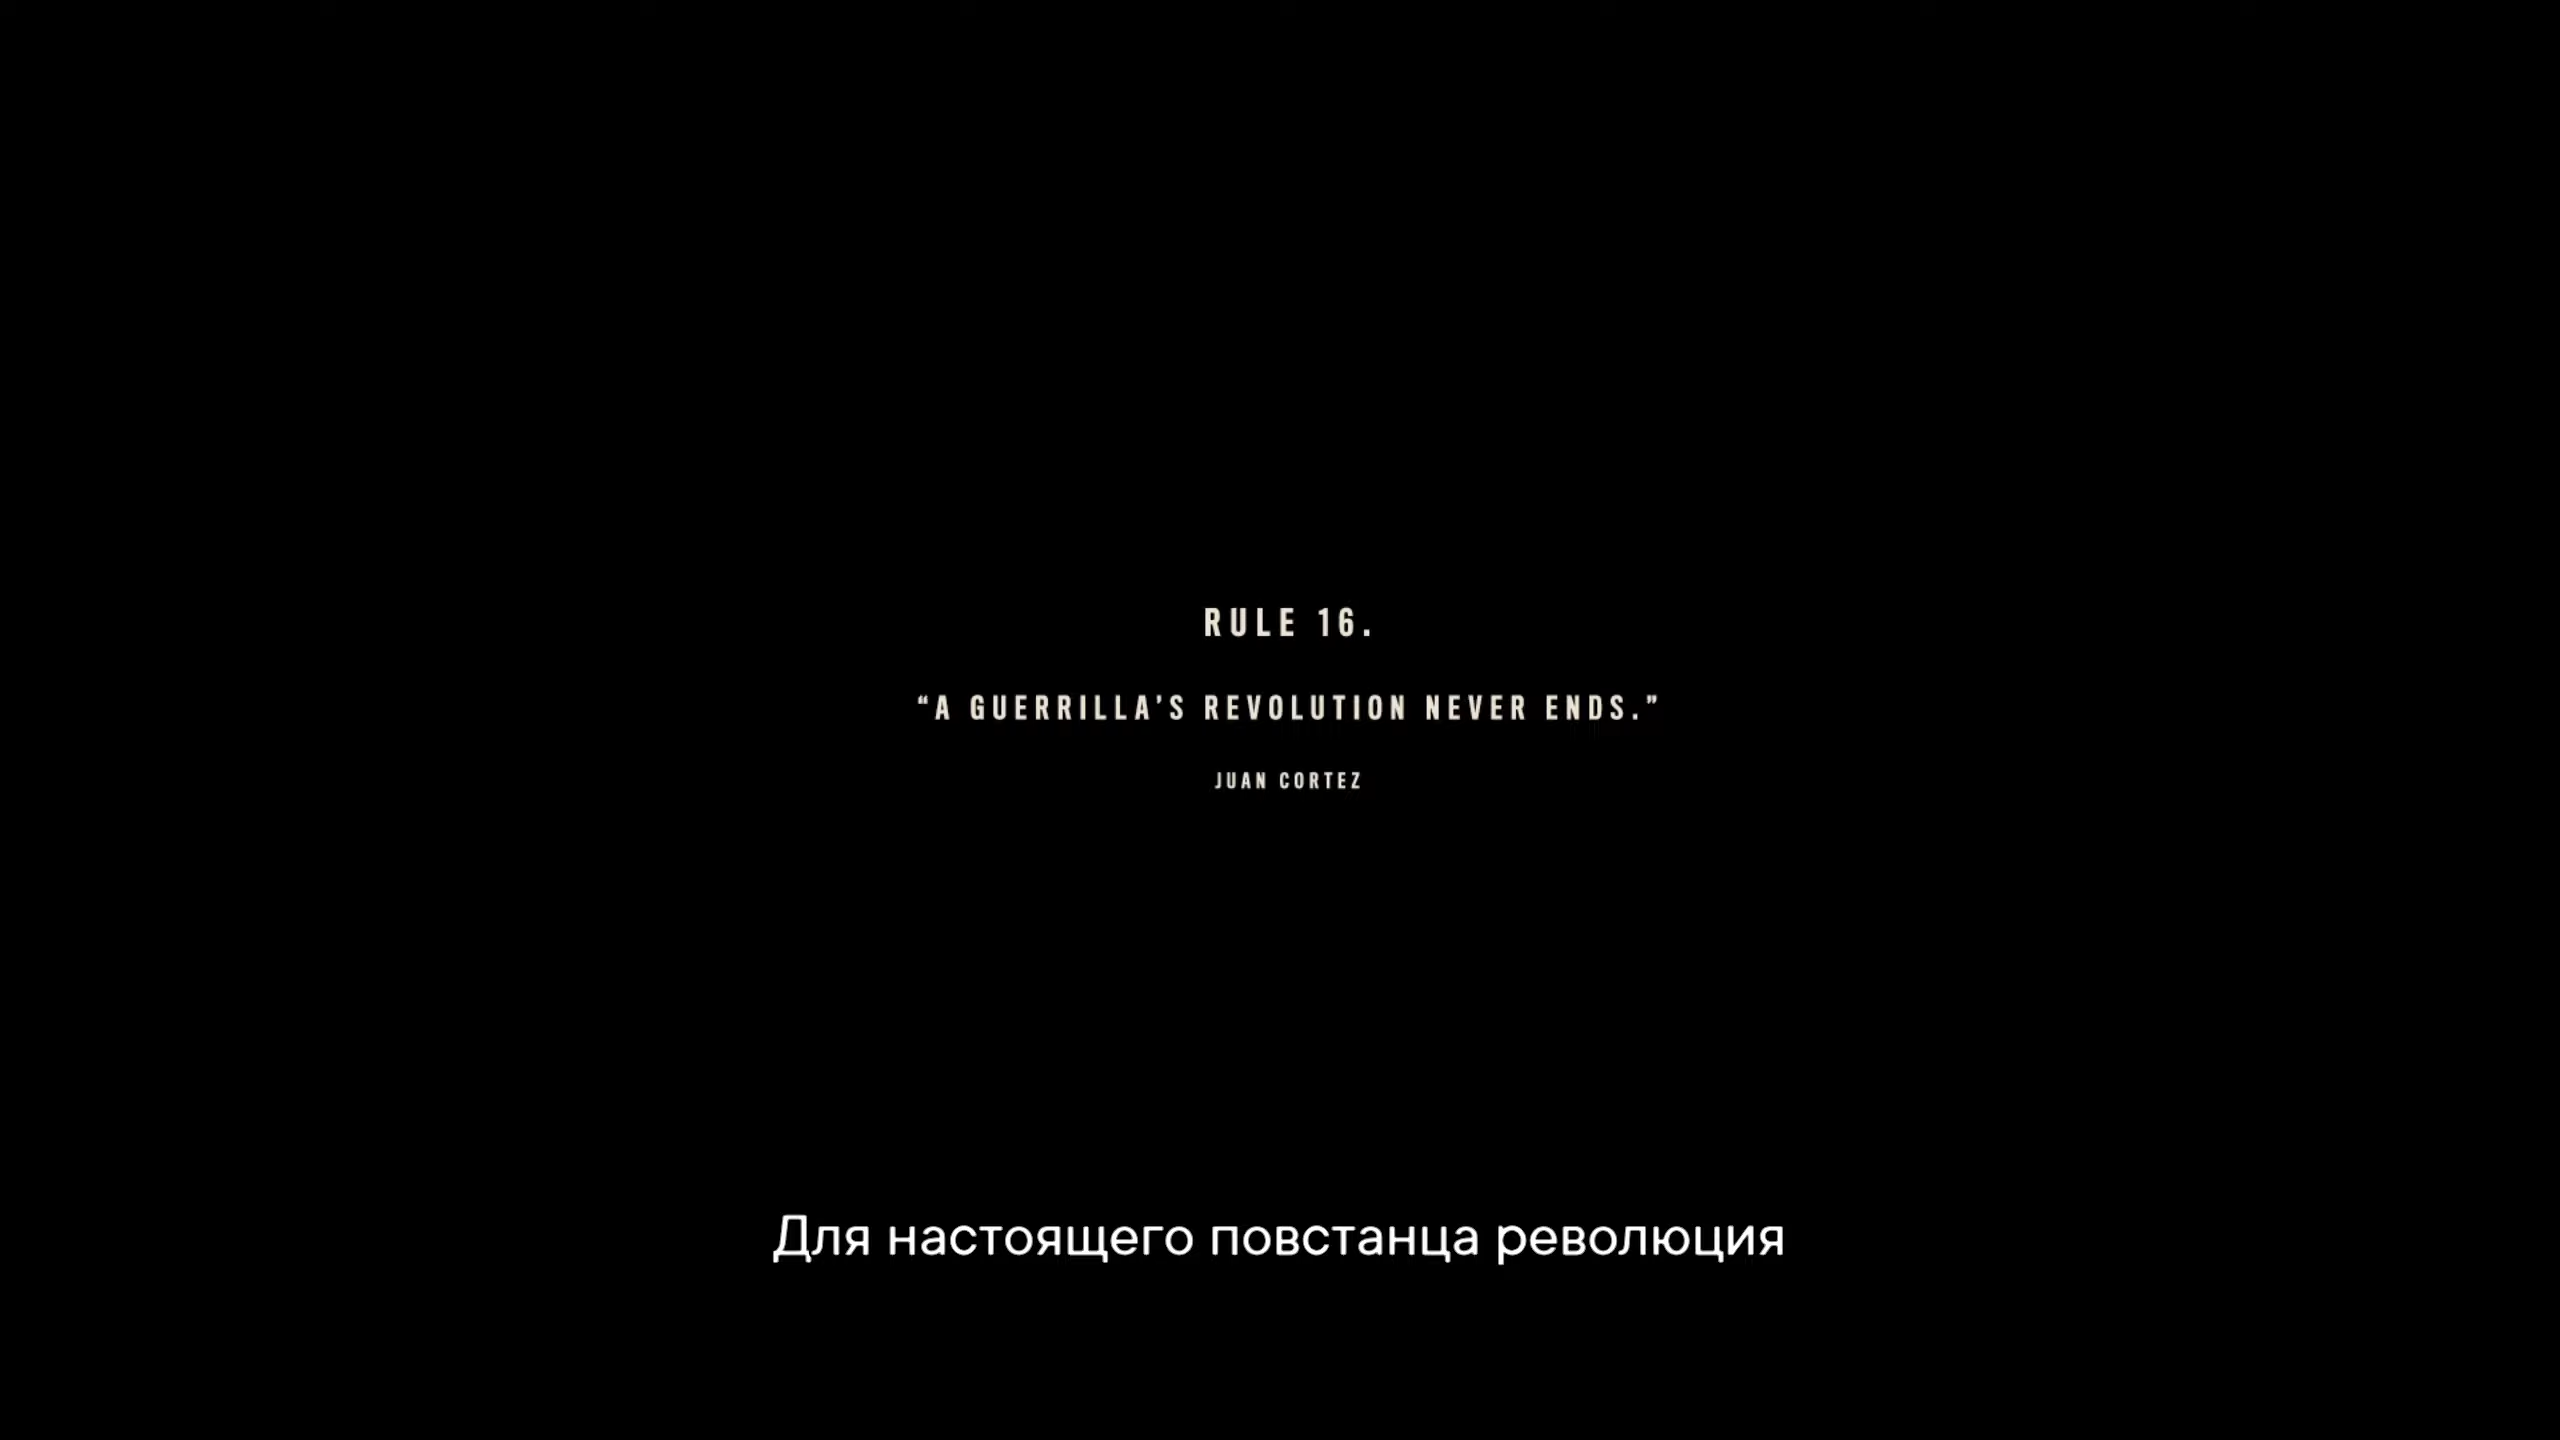 RULE 16.
“A GUERRILLA’S REVOLUTION NEVER ENDS.”
JUAN CORTEZ
Для настоящего повстанца революция